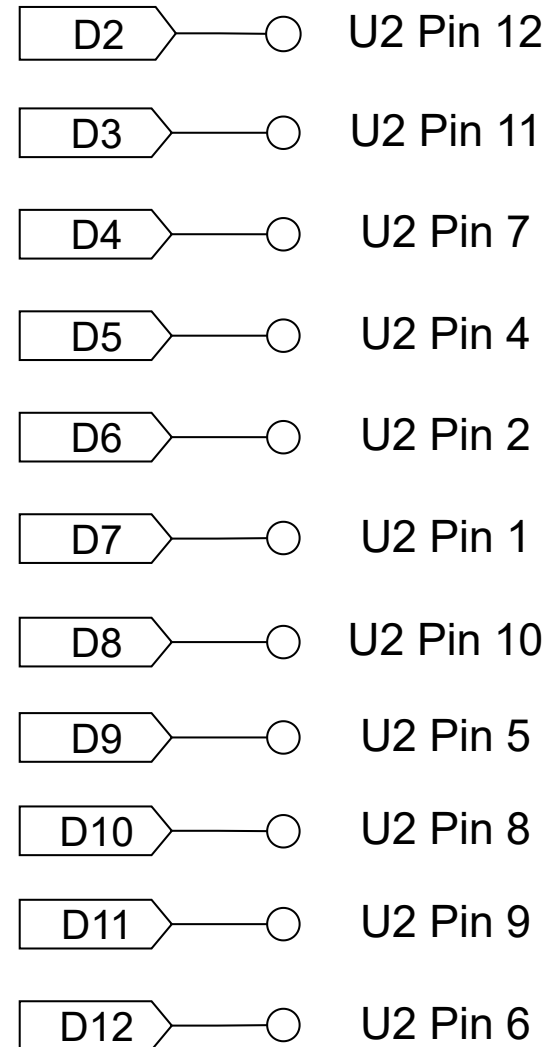 D2 U2 Pin 12
D3 U2 Pin 11
D4 U2 Pin 7
D5 U2 Pin 4
D6 U2 Pin 2
D7 U2 Pin 1
D8 U2 Pin 10
D9 U2 Pin 5
D10 U2 Pin 8
D11 U2 Pin 9
D12 U2 Pin 6